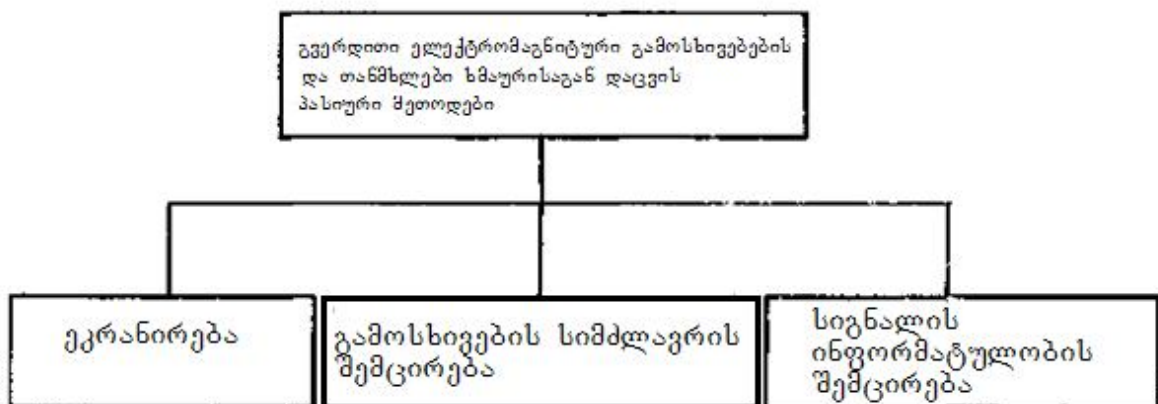 გვერდითი ელექტრომაგნიტური გამოსხივებების
და თანმხლები ხმაურისაგან დაცვის
პასიური მეთოდები
ეკრანირება
გამოსხივების სიმძლავრის
შემცირება
სიგნალის
ინფორმატულობის
შემცირება